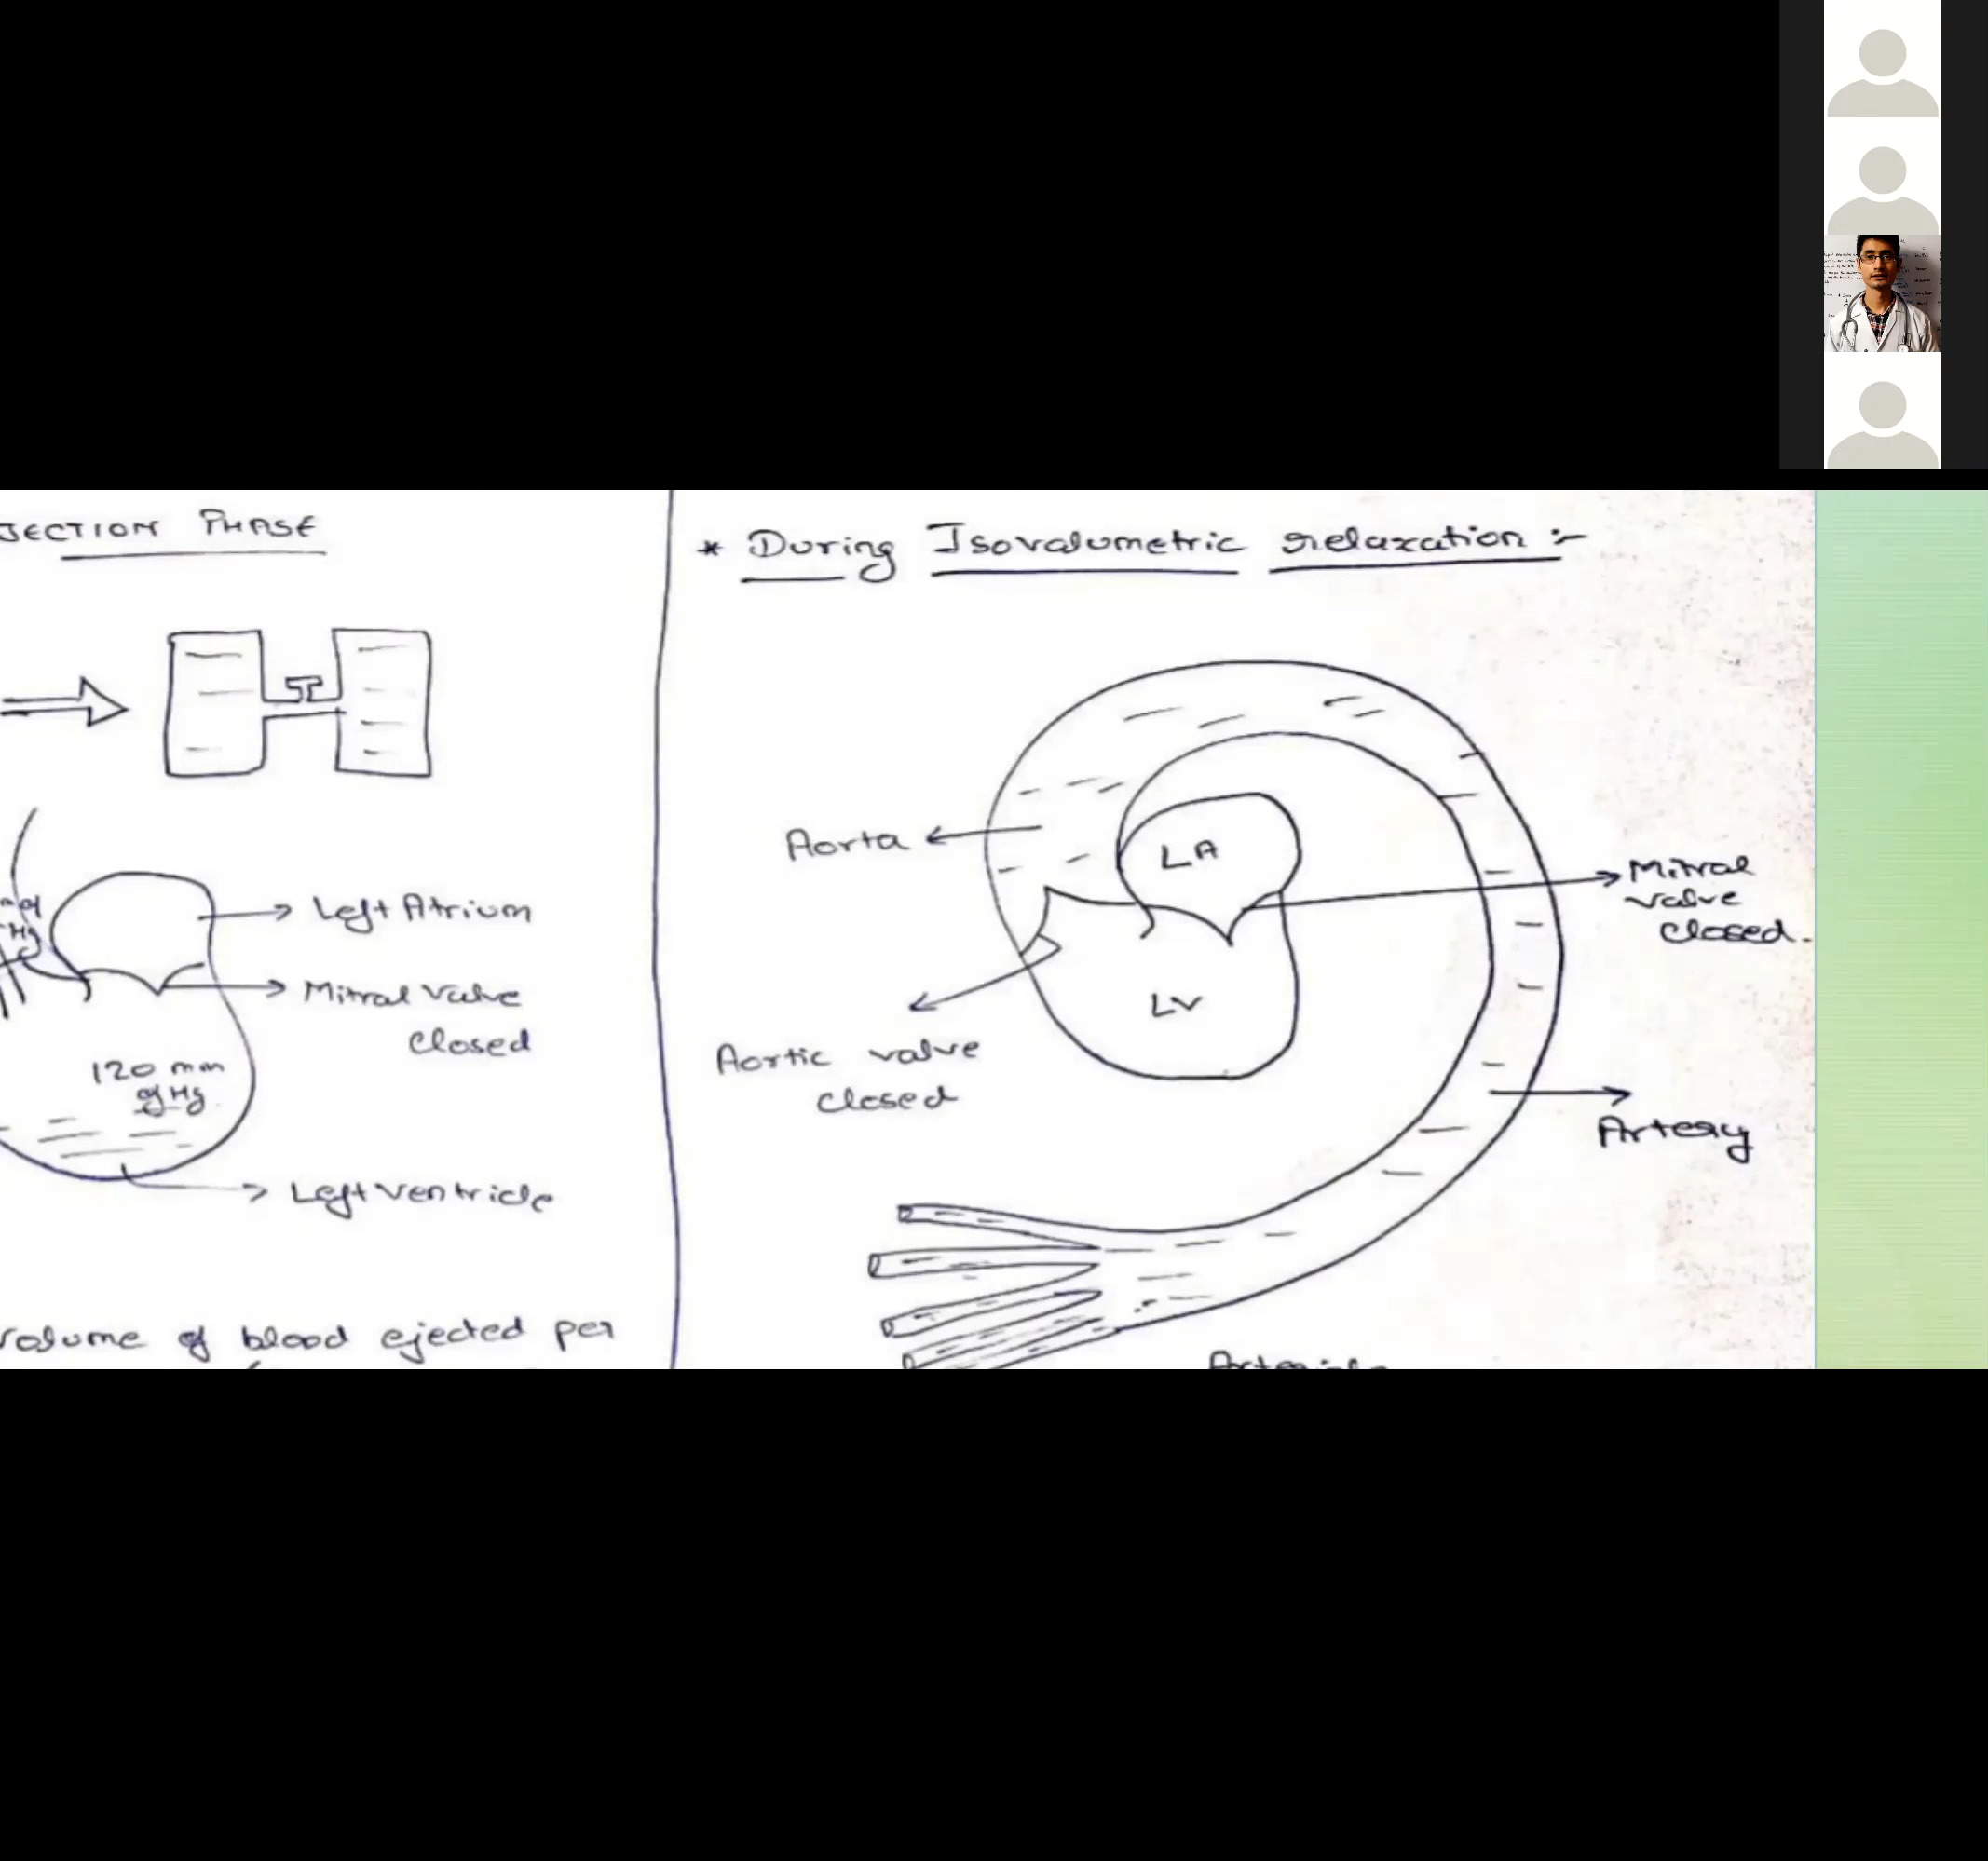 JECTION PHASE
Left Atrium
Mitral Valve
closed
120 mm
of Hg
Left ventricle
volume of blood ejected per
* During Isovalumetric relaxation :-
Aorta
LA
Mitral
valve
closed.
LV
Aortic valve
closed
Artery